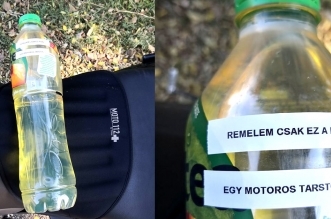 MOTO 112
REMELEM CSAK EZ A
EGY MOTOROS TARST